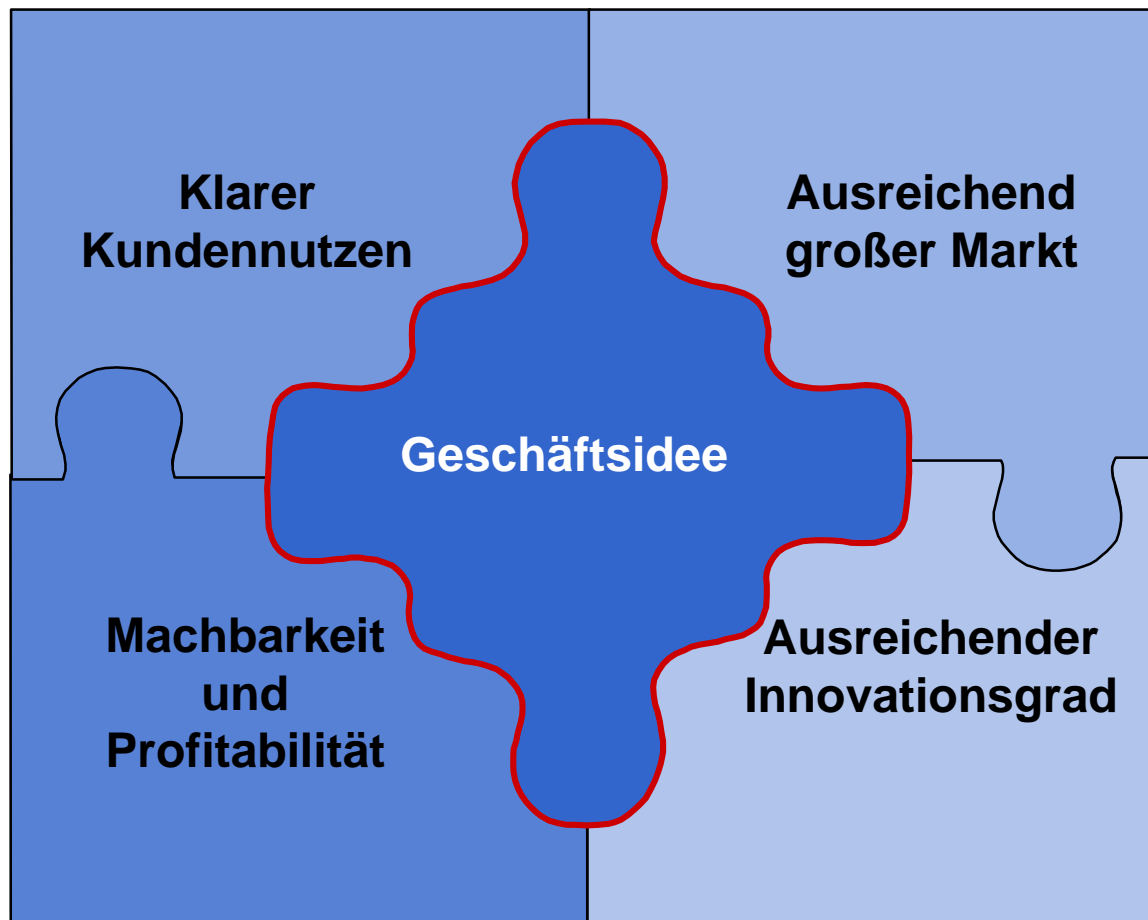 Klarer
Kundennutzen
Ausreichend
großer Markt
Geschäftsidee
Machbarkeit
und
Profitabilität
Ausreichender
Innovationsgrad